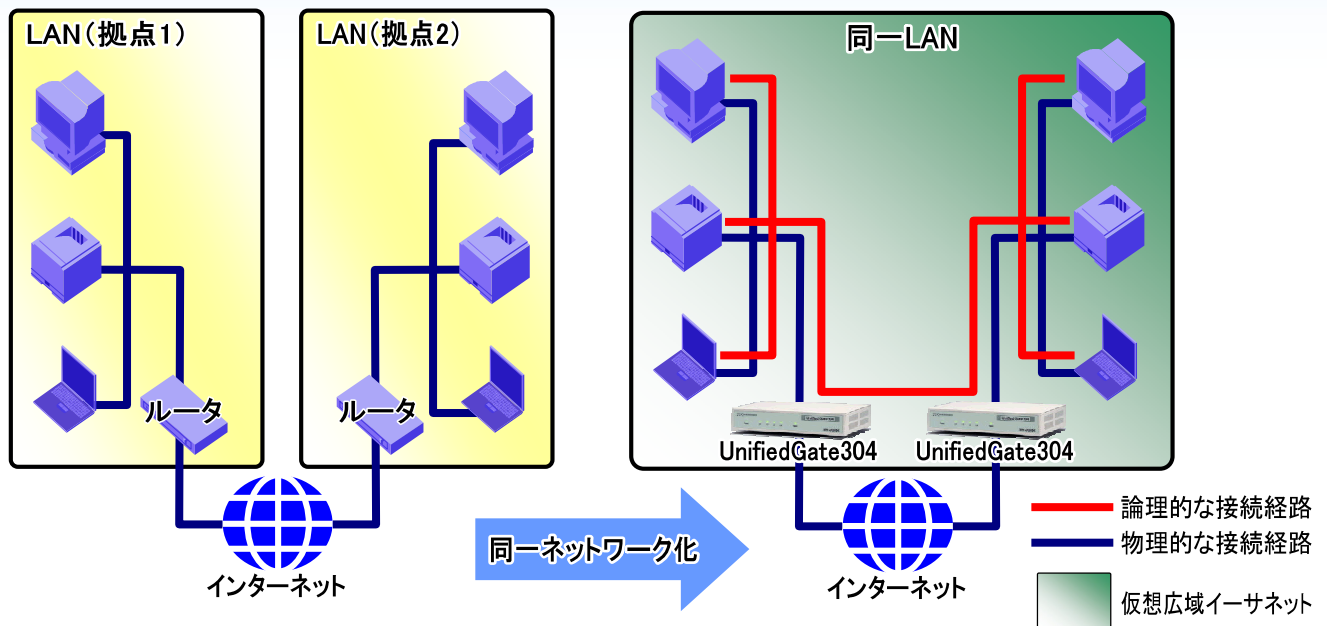 LAN(拠点1)
LAN(拠点2)
同一LAN
ルータ
ルータ
UnifiedGate304
UnifiedGate304
インターネット
同一ネットワーク化
インターネット
論理的な接続経路
物理的な接続経路
仮想広域イーサネット